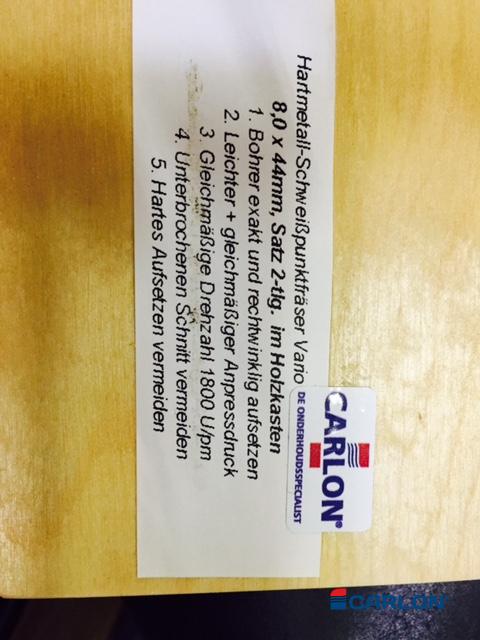 Hartmetall-Schweißpunktfräser Vario
8,0 x 44mm, Satz 2-tlg. im Holzkasten
1. Bohrer exakt und rechtwinklig aufsetzen
2. Leichter + gleichmäßiger Anpressdruck
3. Gleichmäßige Drehzahl 1800 U/pm
4. Unterbrochenen Schnitt vermeiden
5. Hartes Aufsetzen vermeiden
CARLON®
DE ONDERHOUDSSPECIALIST
CARLON®